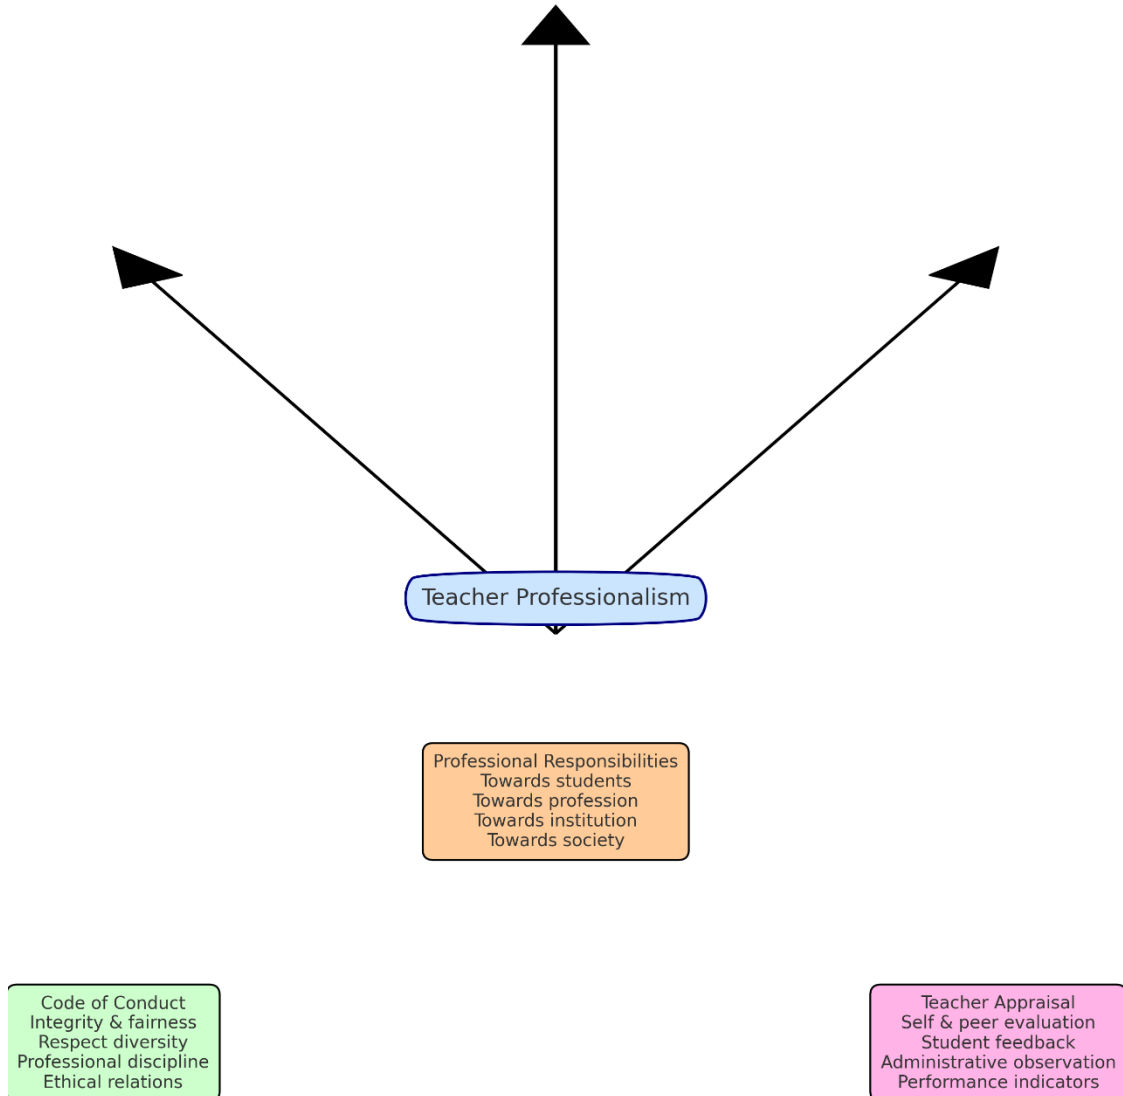 Teacher Professionalism
Professional Responsibilities
Towards students
Towards profession
Towards institution
Towards society
Code of Conduct
Integrity & fairness
Respect diversity
Professional discipline
Ethical relations
Teacher Appraisal
Self & peer evaluation
Student feedback
Administrative observation
Performance indicators